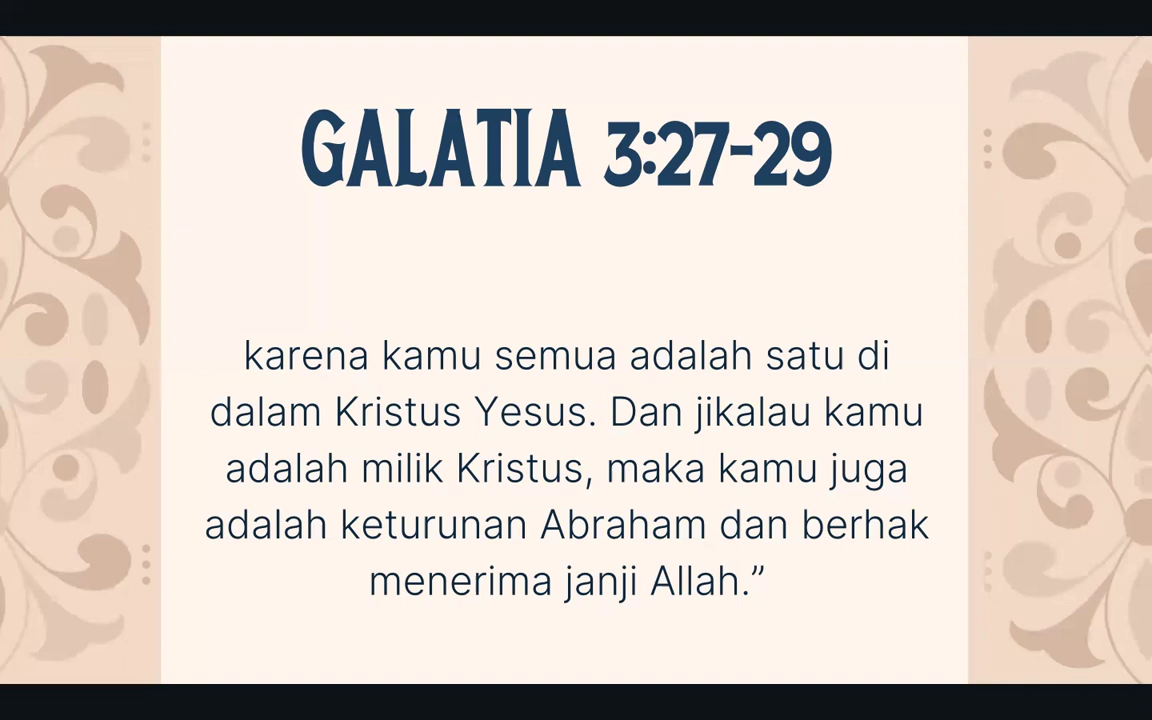 GALATIA 3:27-29
karena kamu semua adalah satu di
dalam Kristus Yesus. Dan jikalau kamu
adalah milik Kristus, maka kamu juga
adalah keturunan Abraham dan berhak
menerima janji Allah.”